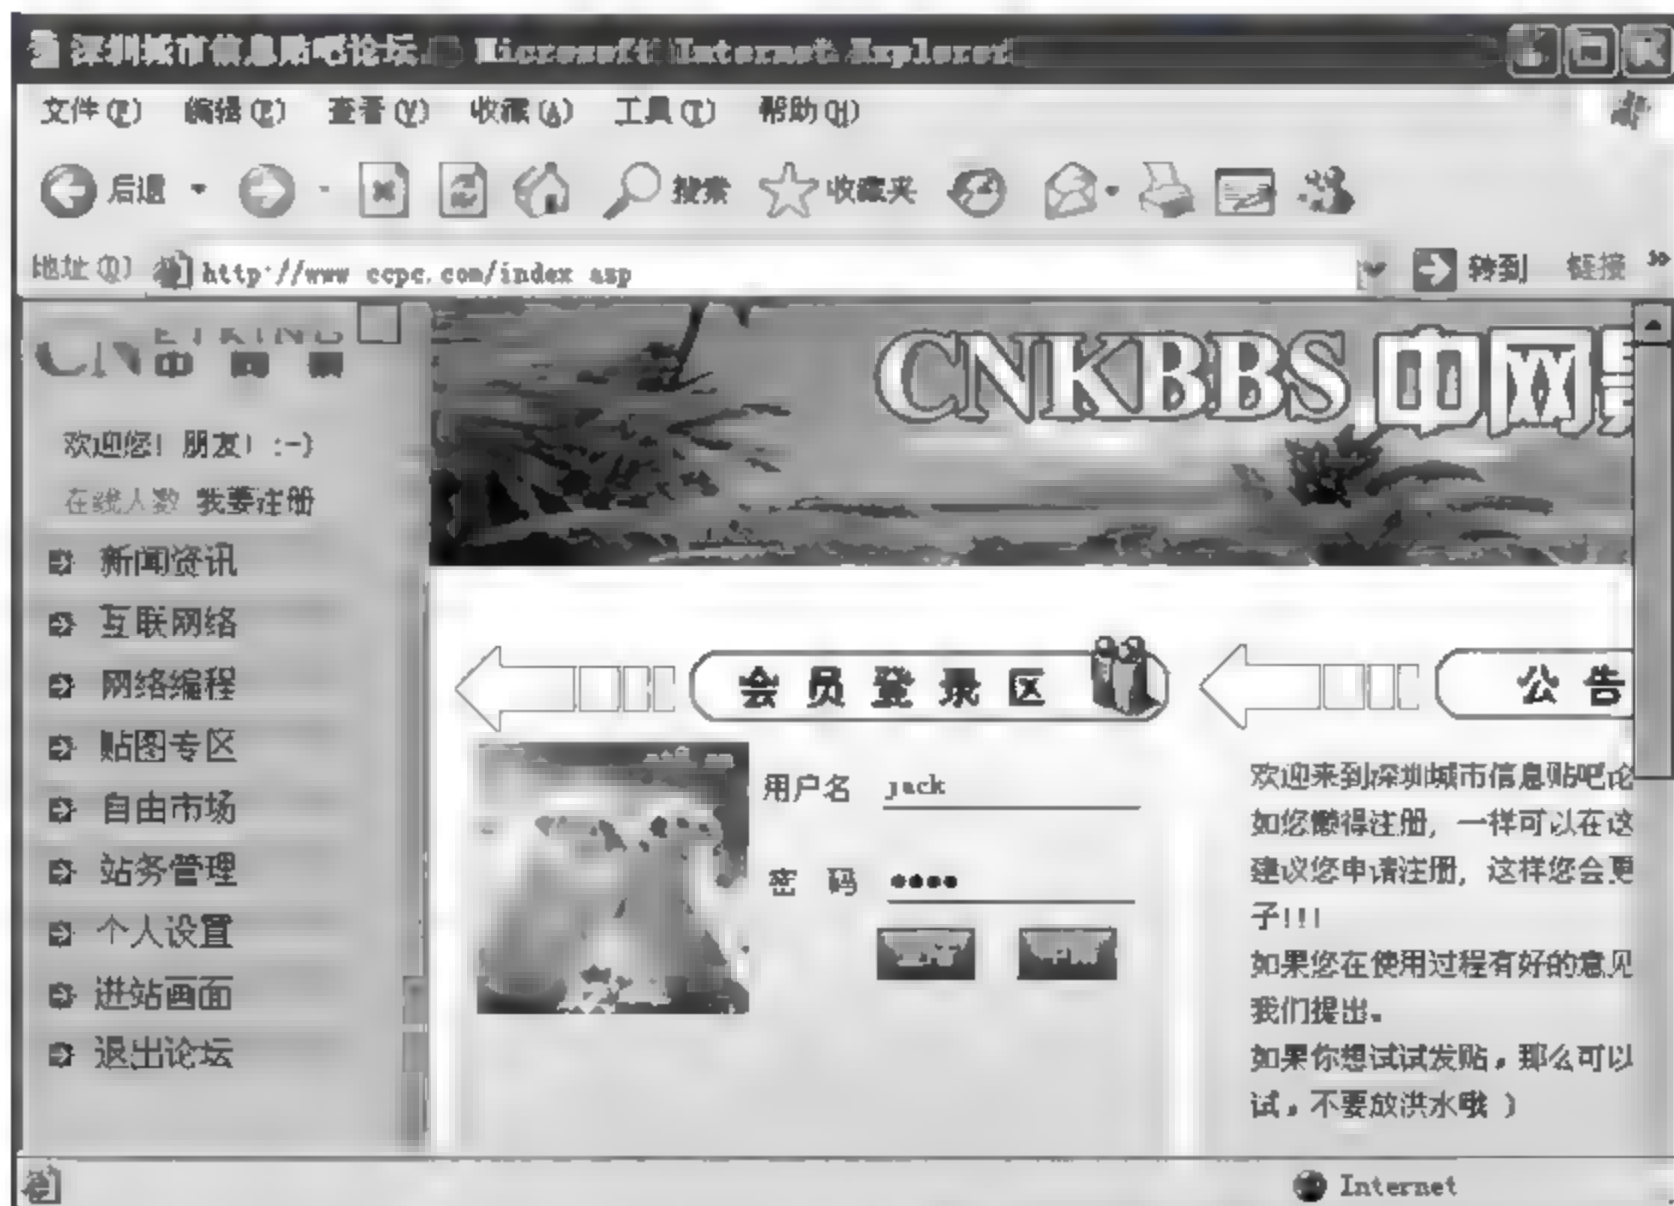 深圳城市信息贴吧论坛 Microsoft Internet Explorer
文件(F) 编辑(E) 查看(V) 收藏(A) 工具(T) 帮助(H)
后退 搜索 收藏夹
地址(D) http://www ccpc.com/index asp 转到 链接 »
CN ETKING
中网景
CNKBBS 中网景
欢迎您! 朋友! :-)
在线人数 我要注册
新闻资讯
互联网络
网络编程
贴图专区
自由市场
站务管理
个人设置
进站画面
退出论坛
会员登录区
用户名 jack
密 码 ••••
公告
欢迎来到深圳城市信息贴吧论
如您懒得注册, 一样可以在这
建议您申请注册, 这样您会更
子!!!
如果您在使用过程有好的意见
我们提出。
如果你想试试发贴,那么可以
试,不要放洪水哦 )
Internet